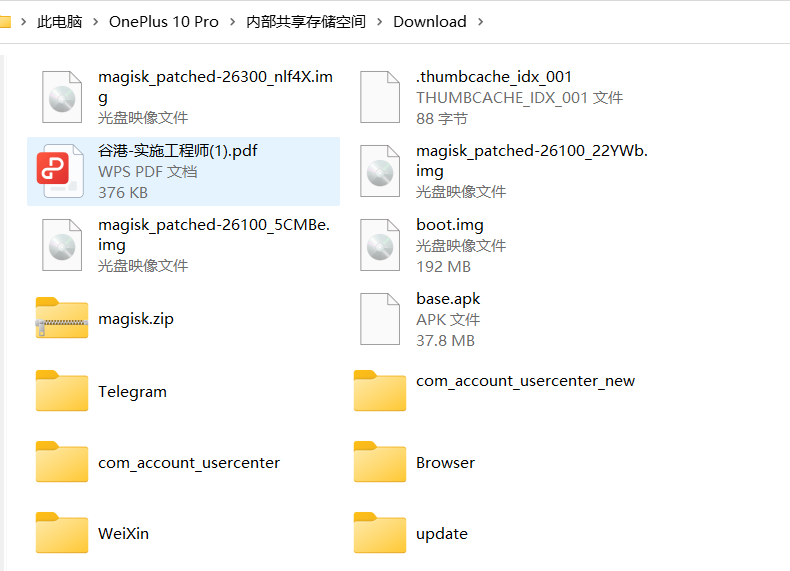 此电脑 > OnePlus 10 Pro > 内部共享存储空间 > Download >
magisk_patched-26300_nlf4X.im
g
光盘映像文件
.thumbcache_idx_001
THUMBCACHE_IDX_001 文件
88 字节
谷港-实施工程师(1).pdf
WPS PDF 文档
376 KB
magisk_patched-26100_22YWb.
img
光盘映像文件
magisk_patched-26100_5CMBe.
img
光盘映像文件
boot.img
光盘映像文件
192 MB
magisk.zip
base.apk
APK 文件
37.8 MB
Telegram
com_account_usercenter_new
com_account_usercenter
Browser
WeiXin
update